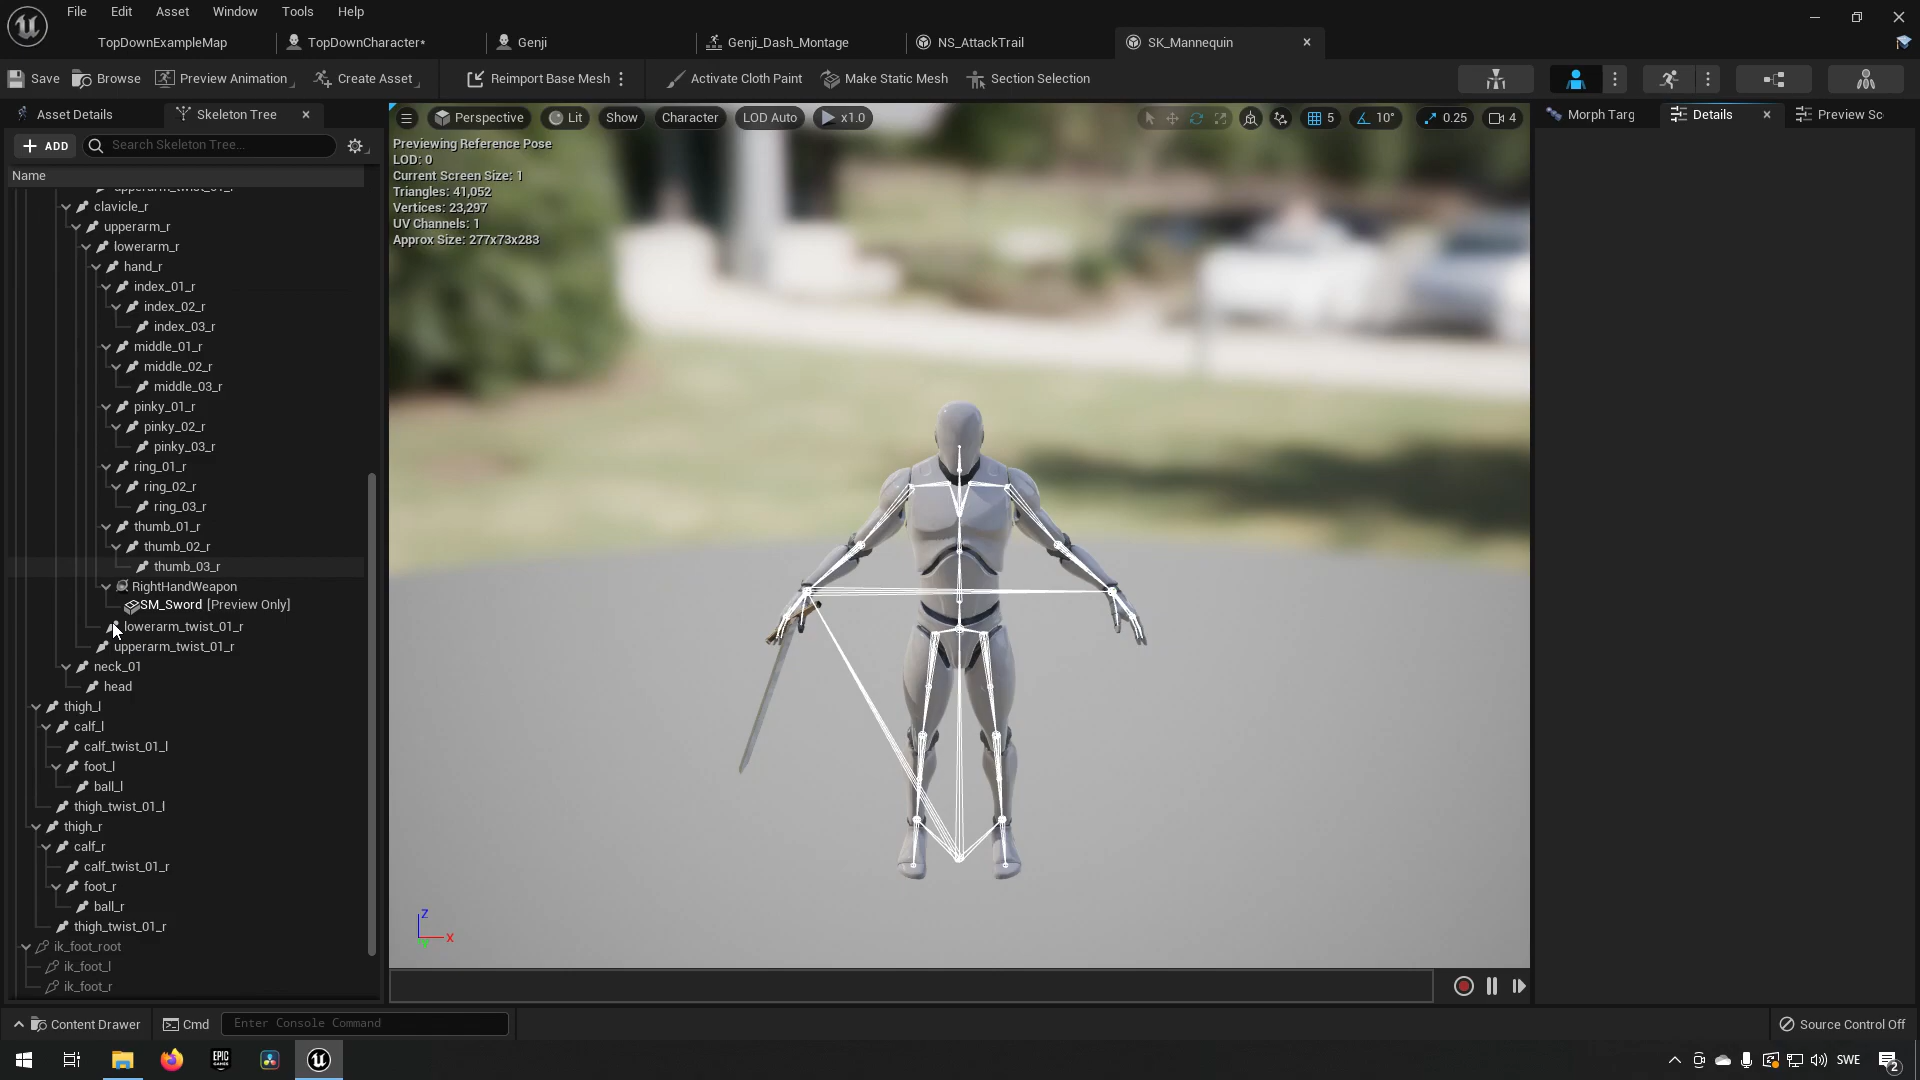 File Edit Asset Window Tools Help
TopDownExampleMap TopDownCharacter* Genji Genji_Dash_Montage NS_AttackTrail SK_Mannequin
Save Browse Preview Animation Create Asset Reimport Base Mesh Activate Cloth Paint Make Static Mesh Section Selection
Asset Details Skeleton Tree
Perspective Lit Show Character LOD Auto x1.0 5 10° 0.25 4
Morph Targ Details Preview Sc
ADD Search Skeleton Tree...
Name
Previewing Reference Pose
LOD: 0
Current Screen Size: 1
Triangles: 41,052
Vertices: 23,297
UV Channels: 1
Approx Size: 277x73x283
upperarm_twist_01_l
clavicle_r
upperarm_r
lowerarm_r
hand_r
index_01_r
index_02_r
index_03_r
middle_01_r
middle_02_r
middle_03_r
pinky_01_r
pinky_02_r
pinky_03_r
ring_01_r
ring_02_r
ring_03_r
thumb_01_r
thumb_02_r
thumb_03_r
RightHandWeapon
SM_Sword [Preview Only]
lowerarm_twist_01_r
upperarm_twist_01_r
neck_01
head
thigh_l
calf_l
calf_twist_01_l
foot_l
ball_l
thigh_twist_01_l
thigh_r
calf_r
calf_twist_01_r
foot_r
ball_r
thigh_twist_01_r
ik_foot_root
ik_foot_l
ik_foot_r
Z
X
Content Drawer Cmd Enter Console Command Source Control Off
EPIC GAMES
SWE 2